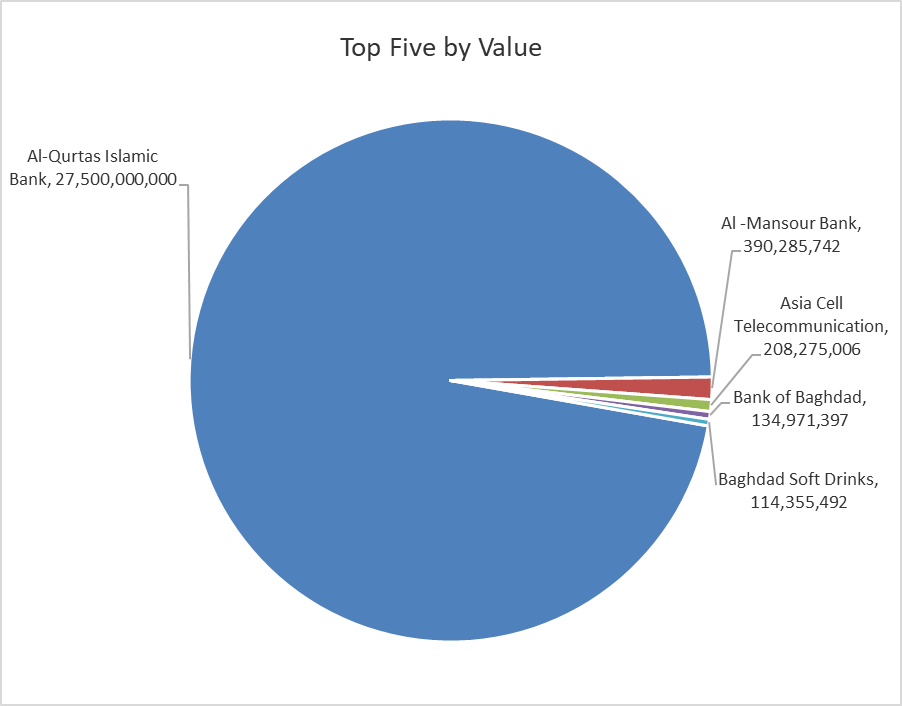 Top Five by Value
Al-Qurtas Islamic
Bank, 27,500,000,000
Al -Mansour Bank,
390,285,742
Asia Cell
Telecommunication,
208,275,006
Bank of Baghdad,
134,971,397
Baghdad Soft Drinks,
114,355,492